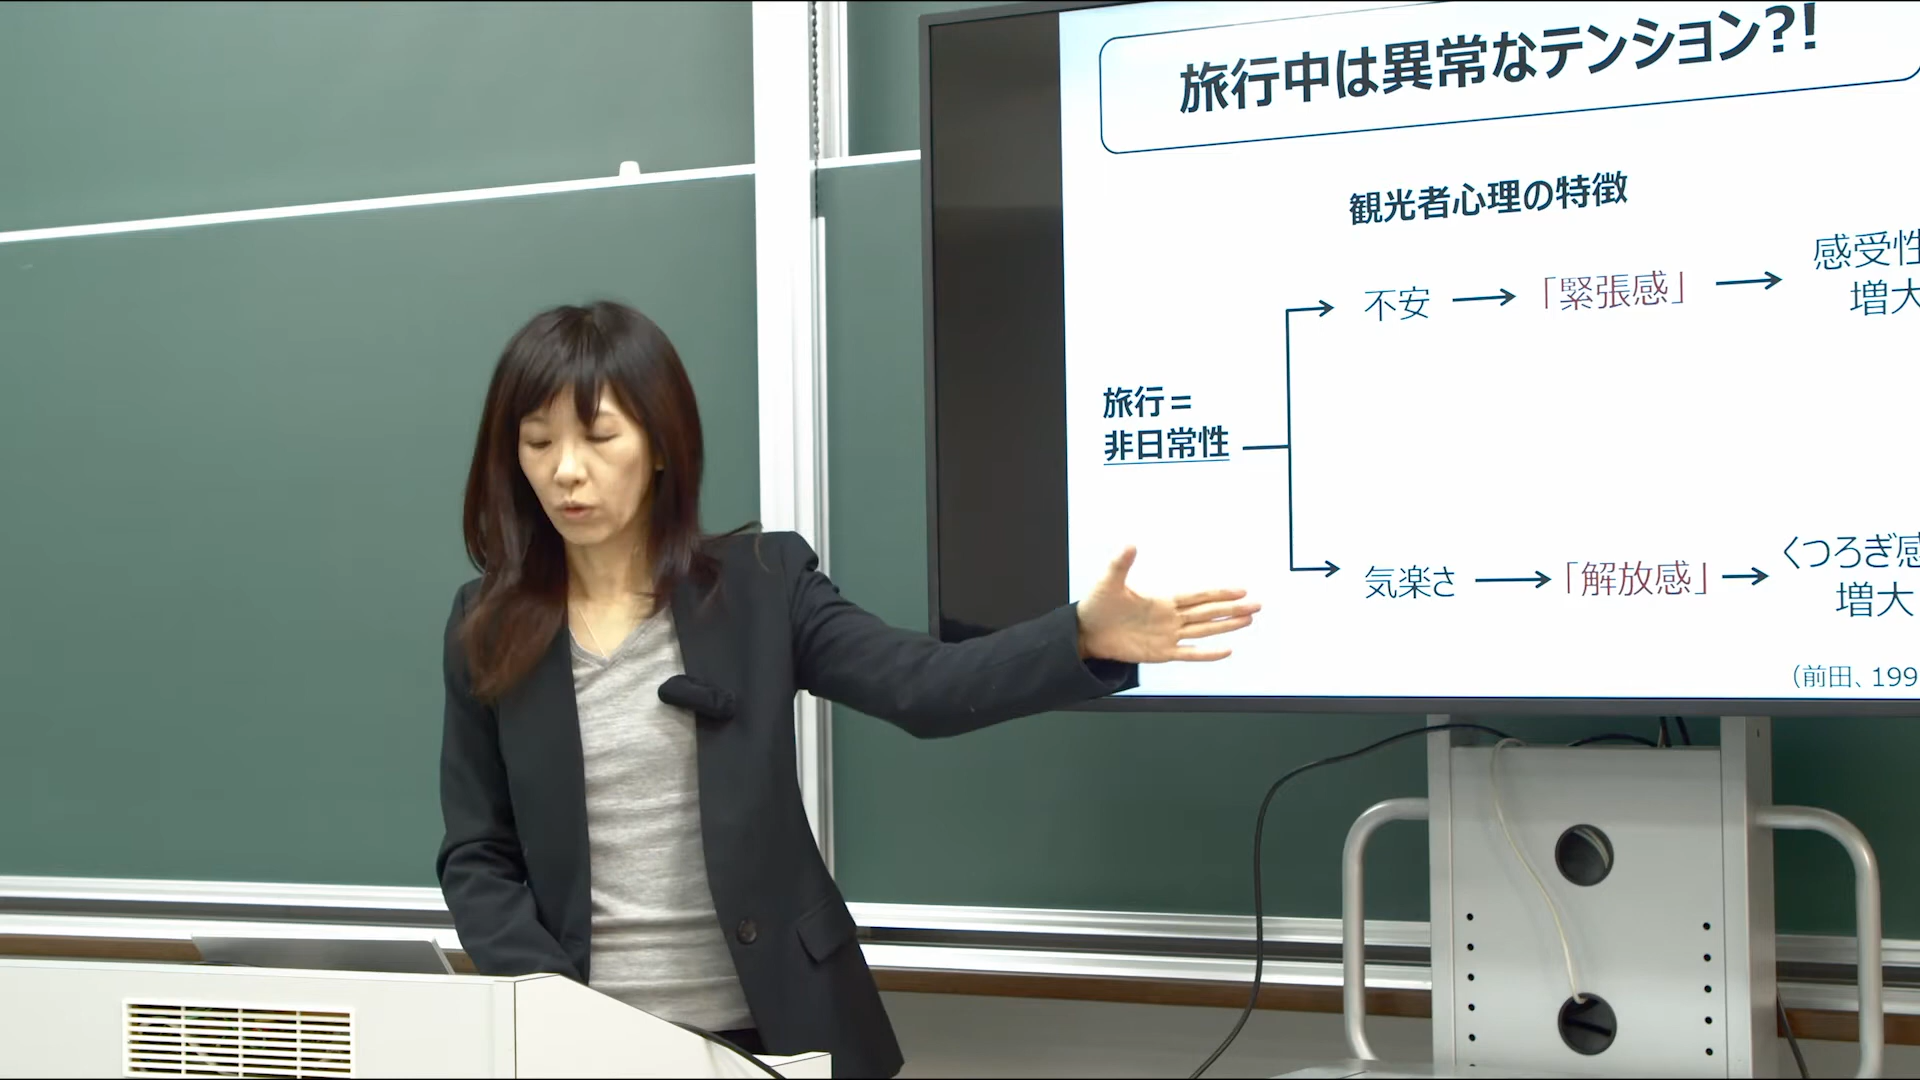 旅行中は異常なテンション?!
観光者心理の特徴
不安 → 「緊張感」 → 感受性
増大
旅行=
非日常性
気楽さ → 「解放感」 → くつろぎ感
増大
(前田、199